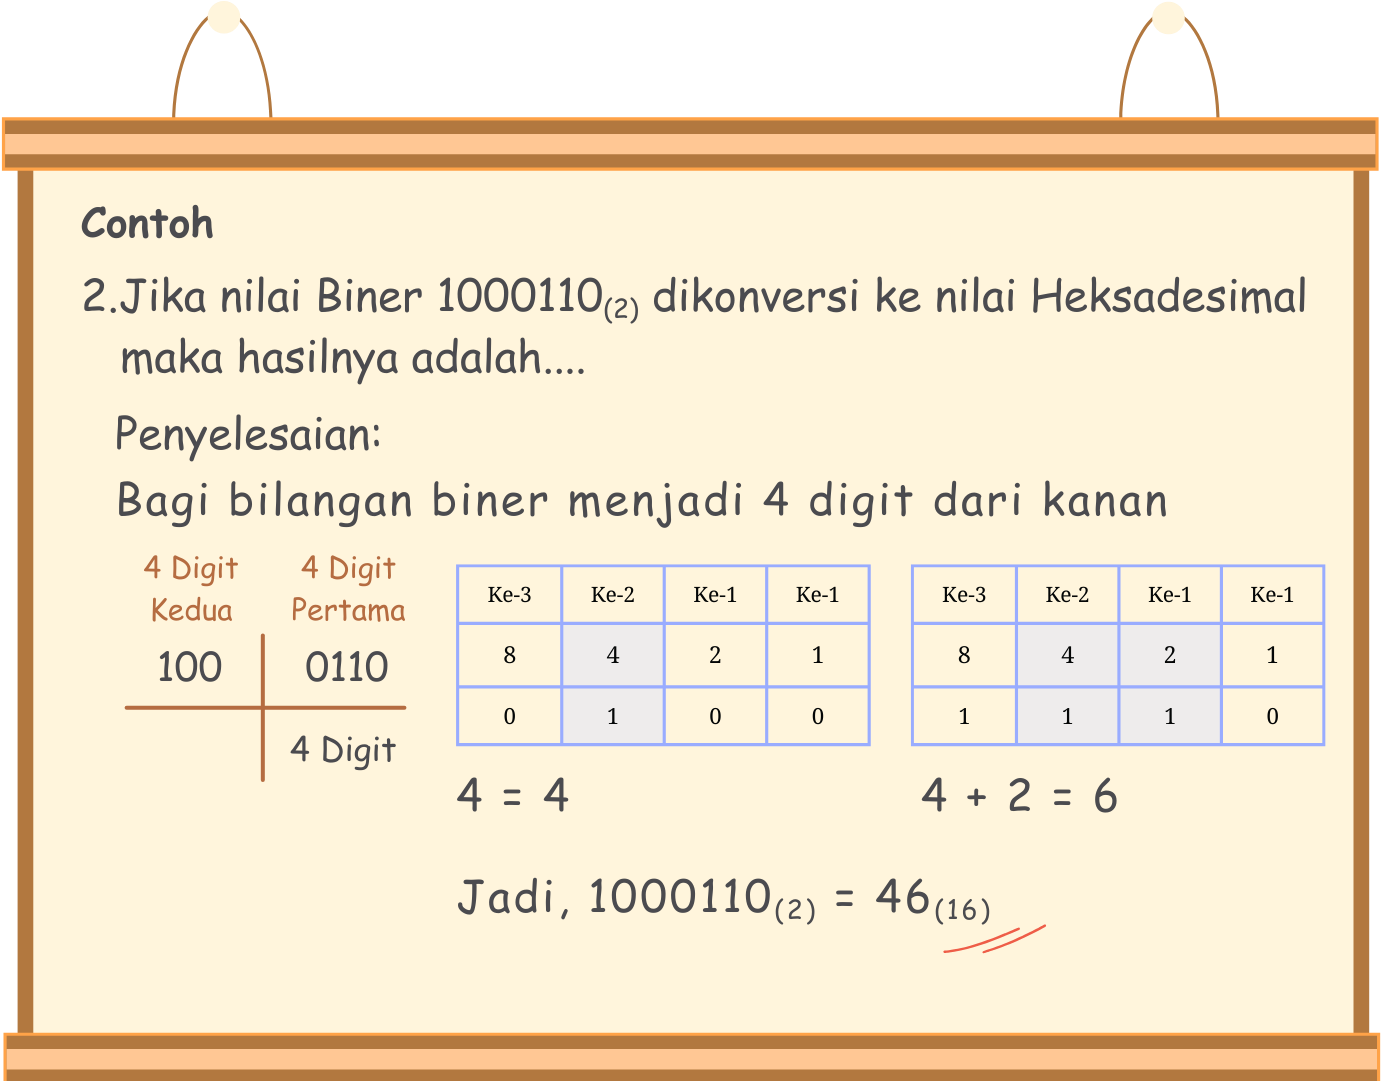 Contoh
2.Jika nilai Biner 1000110(2) dikonversi ke nilai Heksadesimal
maka hasilnya adalah....
Penyelesaian:
Bagi bilangan biner menjadi 4 digit dari kanan
4 Digit Kedua
4 Digit Pertama
100 0110
4 Digit
Ke-3 Ke-2 Ke-1 Ke-1
8 4 2 1
0 1 0 0
4 = 4
Ke-3 Ke-2 Ke-1 Ke-1
8 4 2 1
1 1 1 0
4 + 2 = 6
Jadi, 1000110(2) = 46(16)